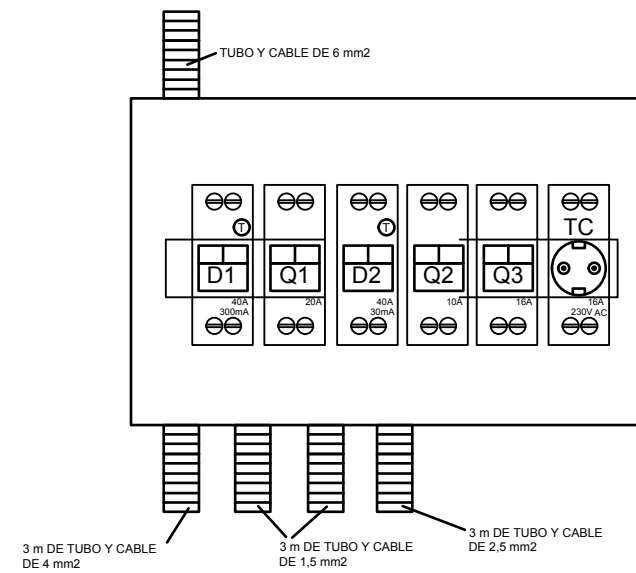 TUBO Y CABLE DE 6 mm2
T
T
TC
D1
Q1
D2
Q2
Q3
40A
300mA
20A
40A
30mA
10A
16A
16A
230V AC
3 m DE TUBO Y CABLE
DE 4 mm2
3 m DE TUBO Y CABLE
DE 1,5 mm2
3 m DE TUBO Y CABLE
DE 2,5 mm2